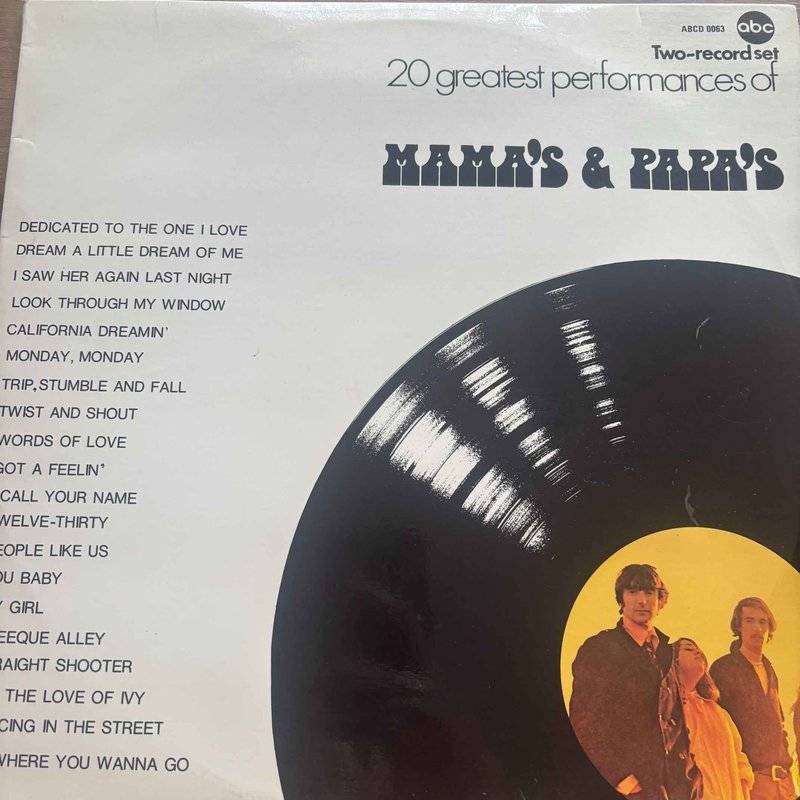 ABCD 0063 abc
Two-record set
20 greatest performances of
MAMA'S & PAPA'S
DEDICATED TO THE ONE I LOVE
DREAM A LITTLE DREAM OF ME
I SAW HER AGAIN LAST NIGHT
LOOK THROUGH MY WINDOW
CALIFORNIA DREAMIN'
MONDAY, MONDAY
TRIP, STUMBLE AND FALL
TWIST AND SHOUT
WORDS OF LOVE
GOT A FEELIN'
CALL YOUR NAME
WELVE-THIRTY
EOPLE LIKE US
OU BABY
Y GIRL
EEQUE ALLEY
RAIGHT SHOOTER
THE LOVE OF IVY
CING IN THE STREET
WHERE YOU WANNA GO